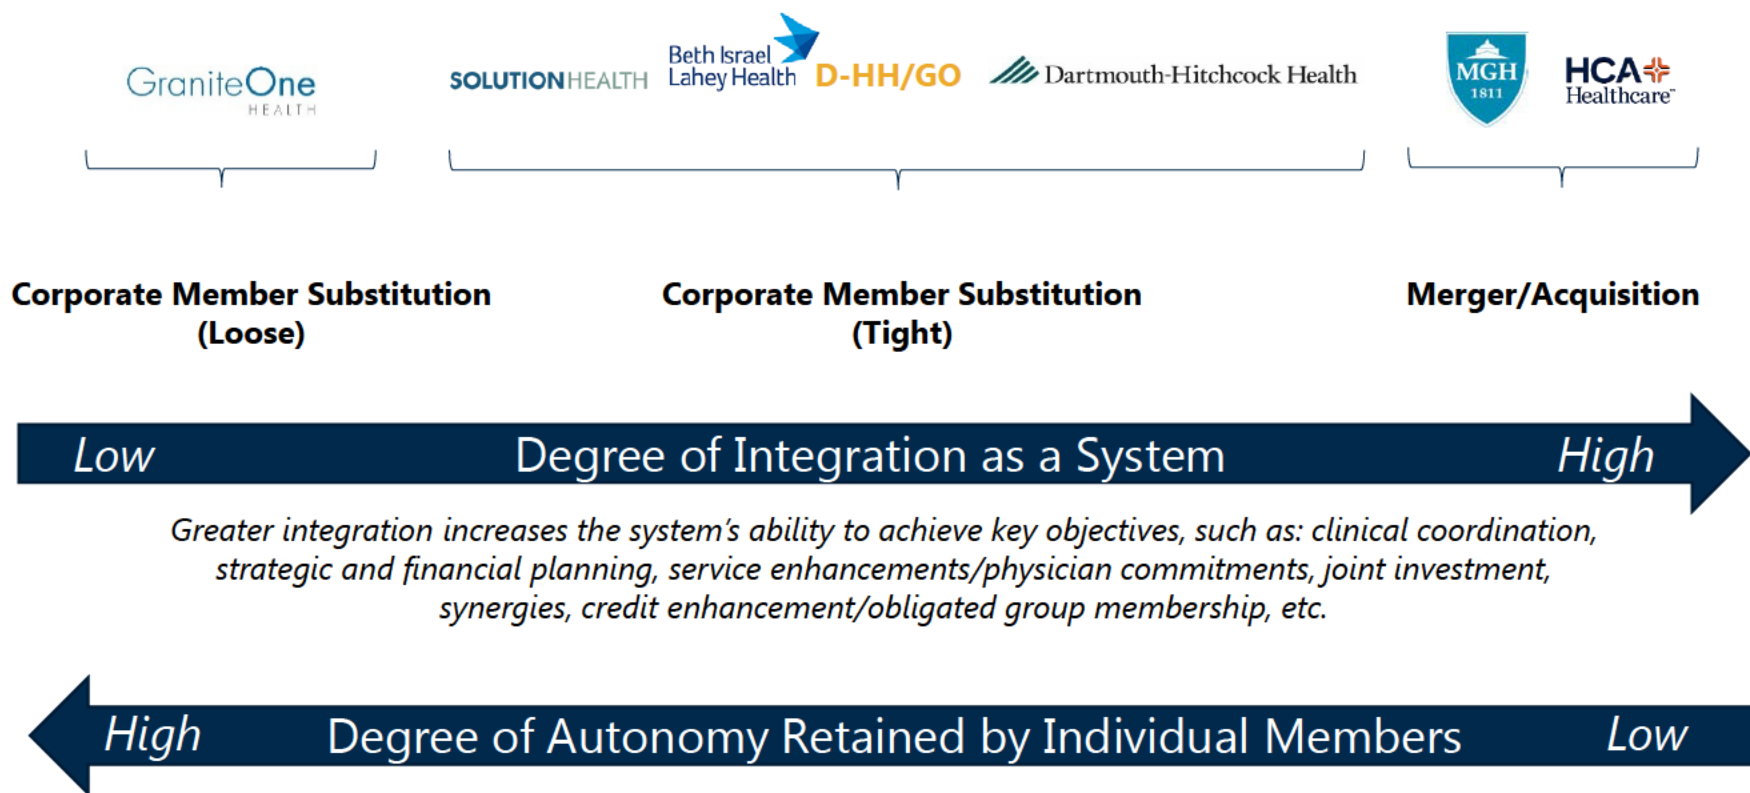 GraniteOne
HEALTH
SOLUTIONHEALTH
Beth Israel
Lahey Health
D-HH/GO
Dartmouth-Hitchcock Health
MGH
1811
HCA
Healthcare™
Corporate Member Substitution
(Loose)
Corporate Member Substitution
(Tight)
Merger/Acquisition
Low Degree of Integration as a System High
Greater integration increases the system's ability to achieve key objectives, such as: clinical coordination,
strategic and financial planning, service enhancements/physician commitments, joint investment,
synergies, credit enhancement/obligated group membership, etc.
High Degree of Autonomy Retained by Individual Members Low